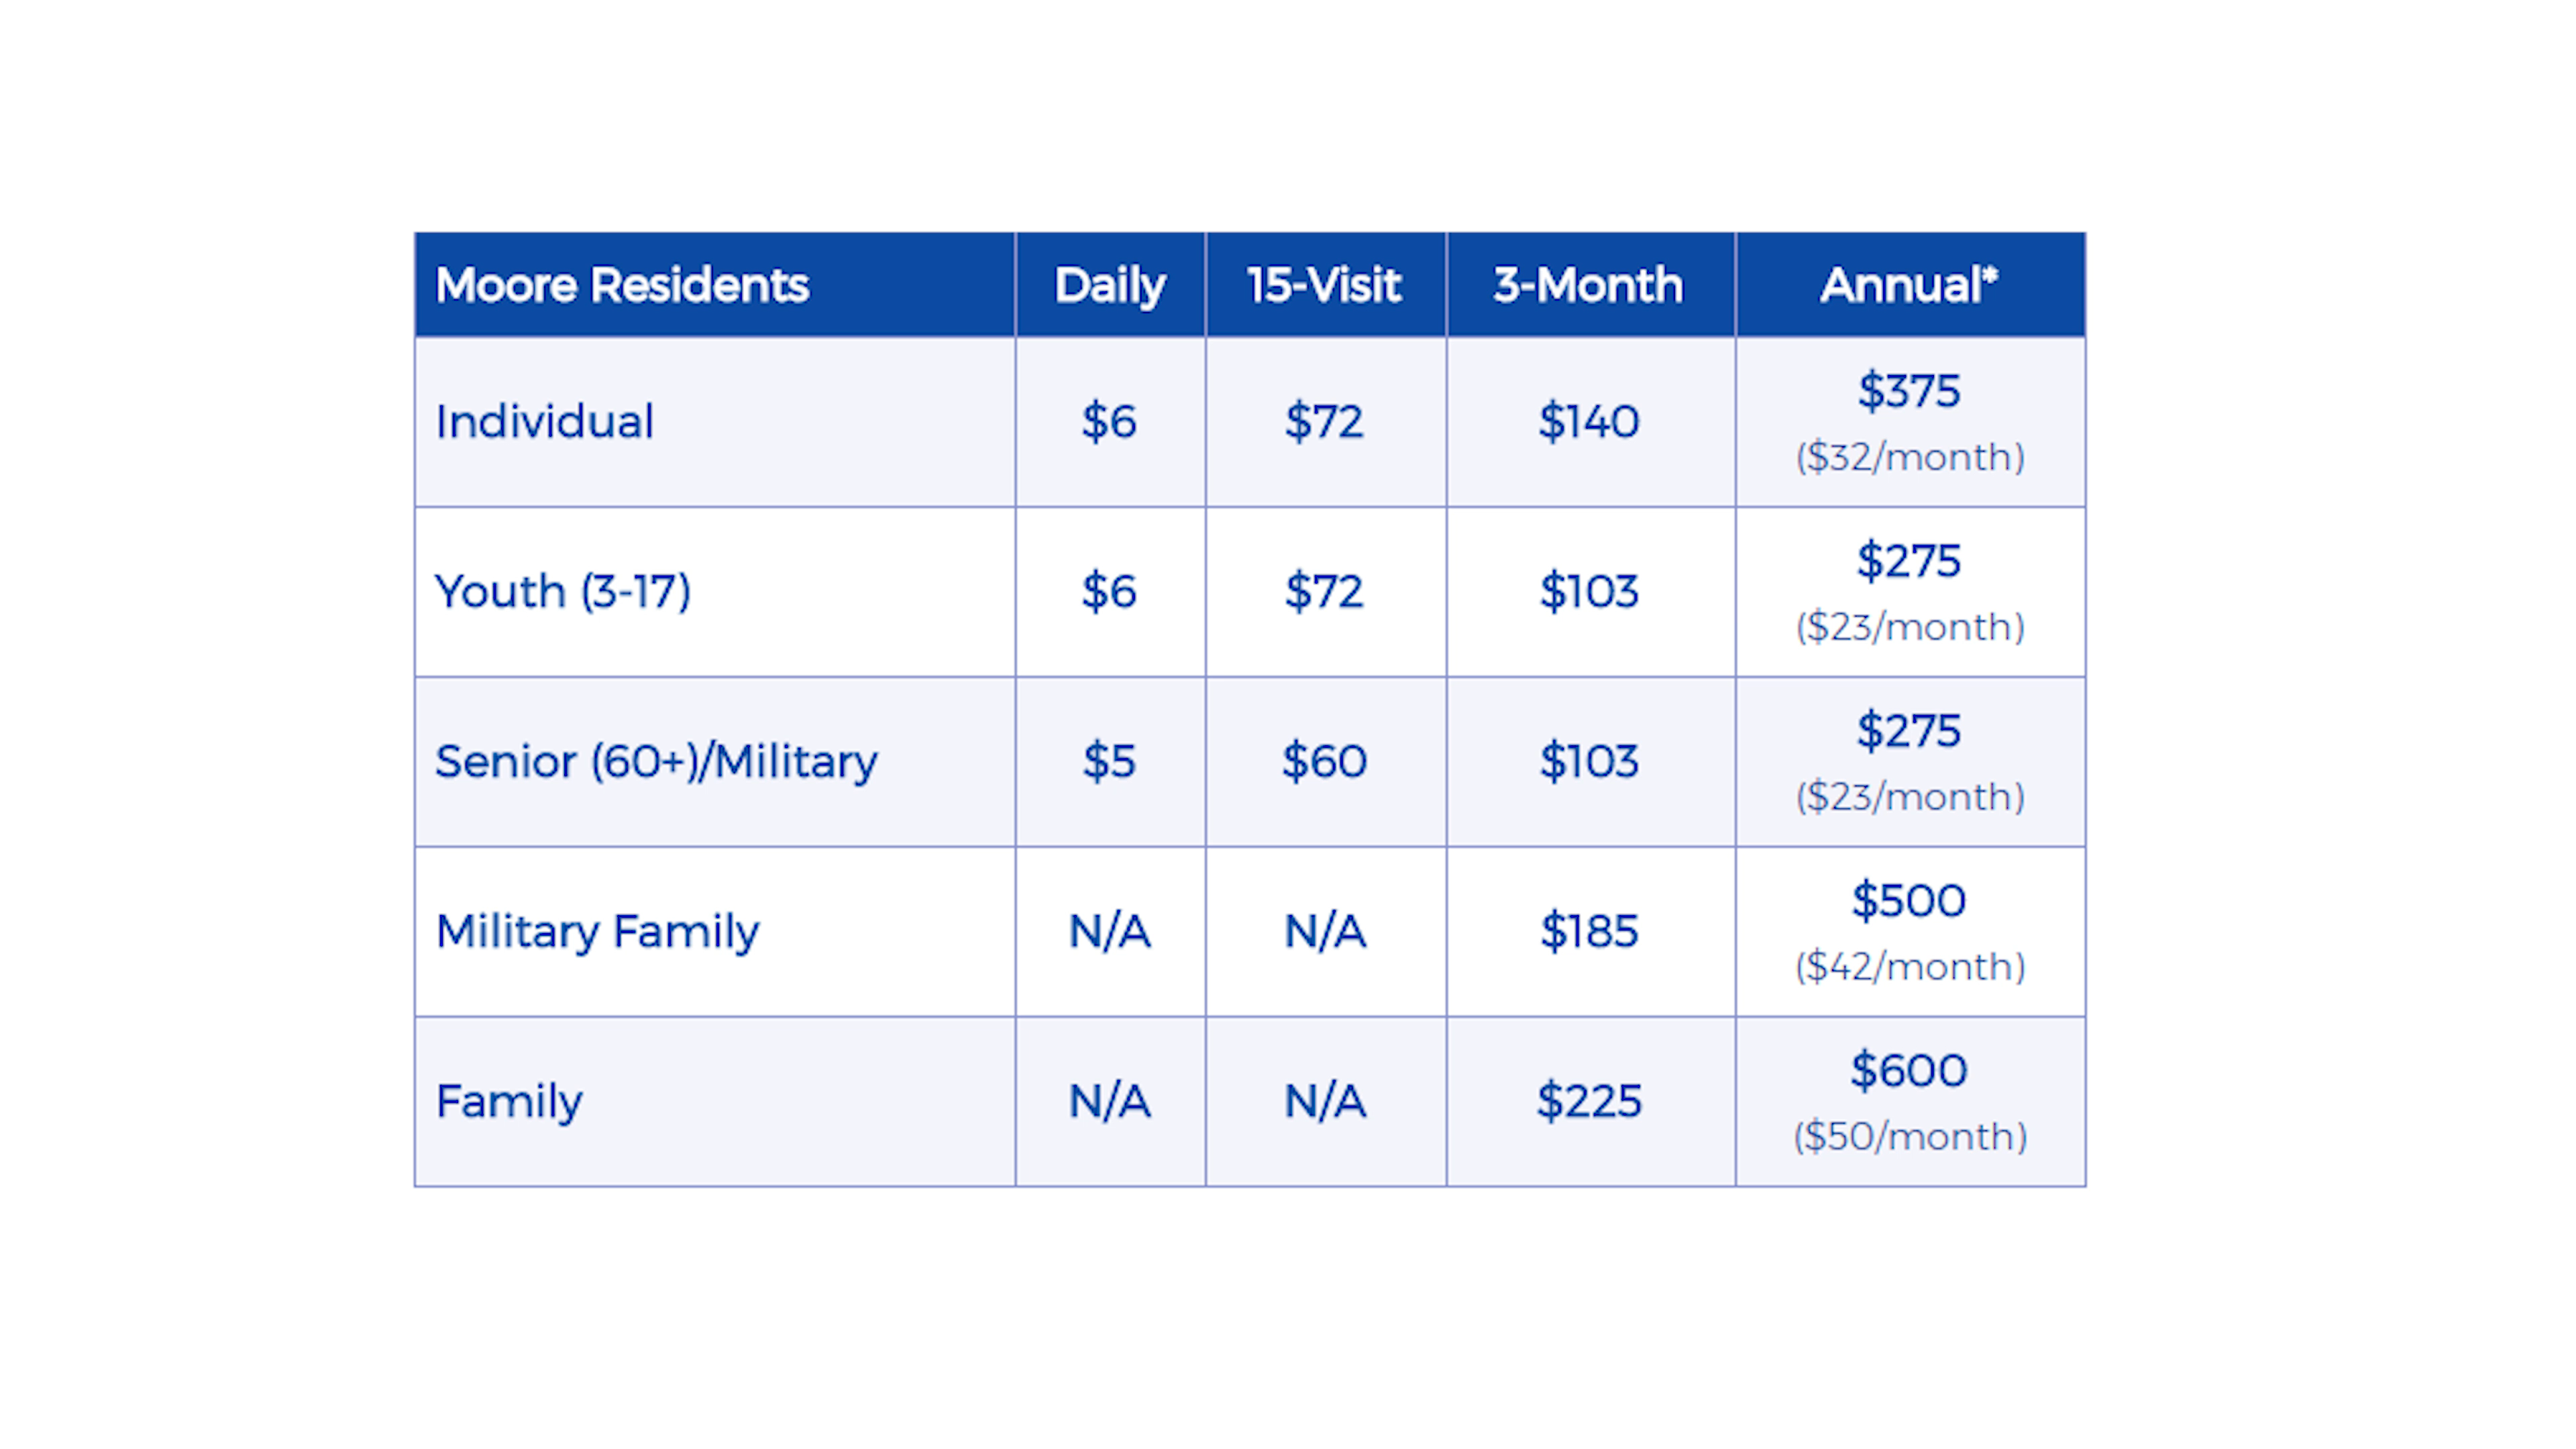 Moore Residents Daily 15-Visit 3-Month Annual*
Individual $6 $72 $140 $375
($32/month)
Youth (3-17) $6 $72 $103 $275
($23/month)
Senior (60+)/Military $5 $60 $103 $275
($23/month)
Military Family N/A N/A $185 $500
($42/month)
Family N/A N/A $225 $600
($50/month)